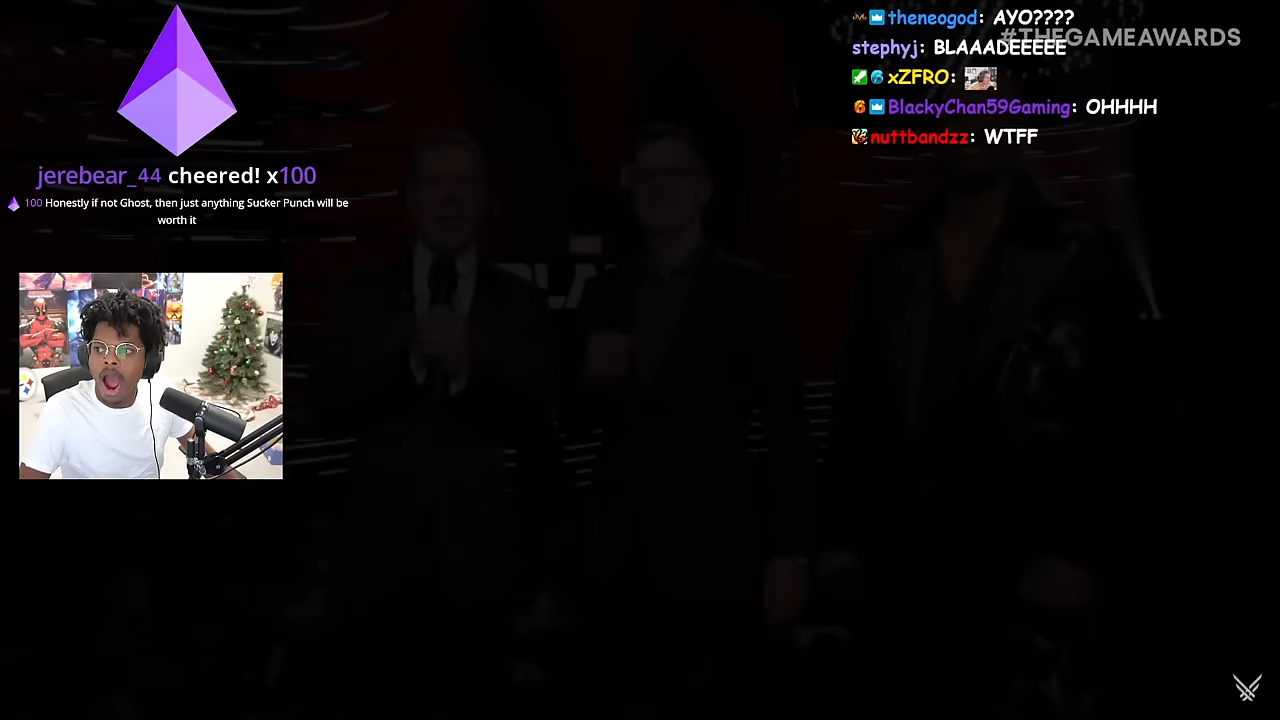 theneogod: AYO????
#THEGAMEAWARDS
stephyj: BLAAADEEEEE
xZFRO:
BlackyChan59Gaming: OHHHH
nuttbandzz: WTFF
jerebear_44 cheered! x100
100 Honestly if not Ghost, then just anything Sucker Punch will be
worth it